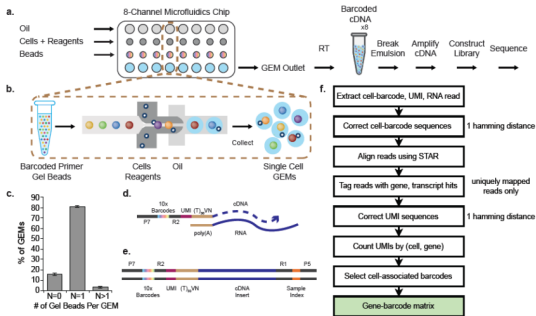 a.
8-Channel Microfluidics Chip
Oil
Cells + Reagents
Beads
GEM Outlet
RT
Barcoded
cDNA
x8
Break
Emulsion
Amplify
cDNA
Construct
Library
Sequence
b.
Barcoded Primer
Gel Beads
Cells
Reagents
Oil
Collect
Single Cell
GEMs
c.
% of GEMs
90
80
70
60
50
40
30
20
10
0
N=0
N=1
N>1
# of Gel Beads Per GEM
d.
10x
Barcodes
UMI
(T)30VN
cDNA
P7
R2
poly(A)
RNA
e.
P7
R2
R1
P5
10x
Barcodes
UMI
(T)30VN
cDNA
Insert
Sample
Index
f.
Extract cell-barcode, UMI, RNA read
Correct cell-barcode sequences
1 hamming distance
Align reads using STAR
Tag reads with gene, transcript hits
uniquely mapped
reads only
Correct UMI sequences
1 hamming distance
Count UMIs by (cell, gene)
Select cell-associated barcodes
Gene-barcode matrix